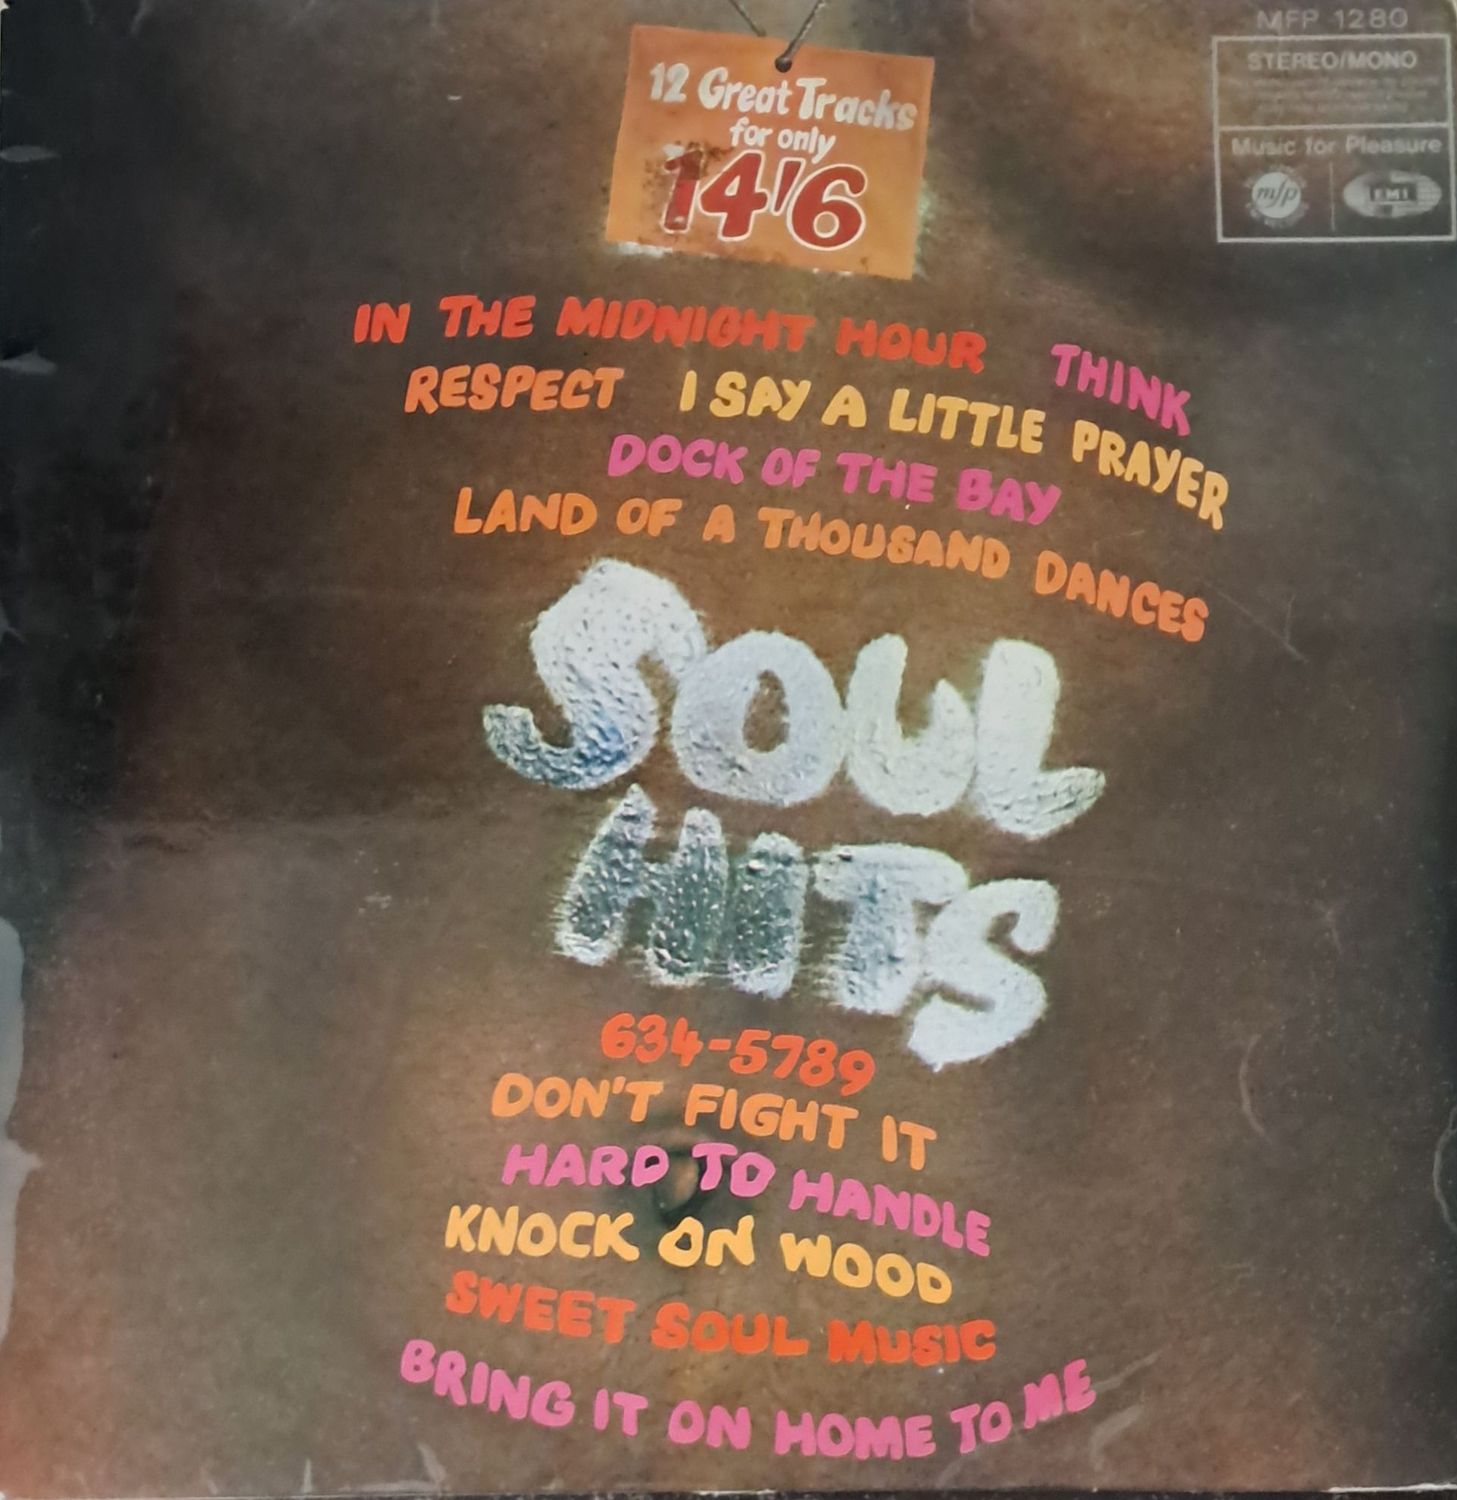 MFP 1280
STEREO/MONO
Music for Pleasure
mfp EMI
12 Great Tracks
for only
14'6
IN THE MIDNIGHT HOUR THINK
RESPECT I SAY A LITTLE PRAYER
DOCK OF THE BAY
LAND OF A THOUSAND DANCES
SOUL
HITS
634-5789
DON'T FIGHT IT
HARD TO HANDLE
KNOCK ON WOOD
SWEET SOUL MUSIC
BRING IT ON HOME TO ME